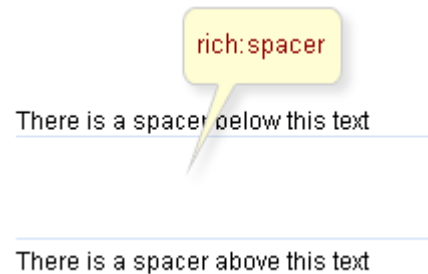 rich:spacer
There is a spacer below this text
There is a spacer above this text